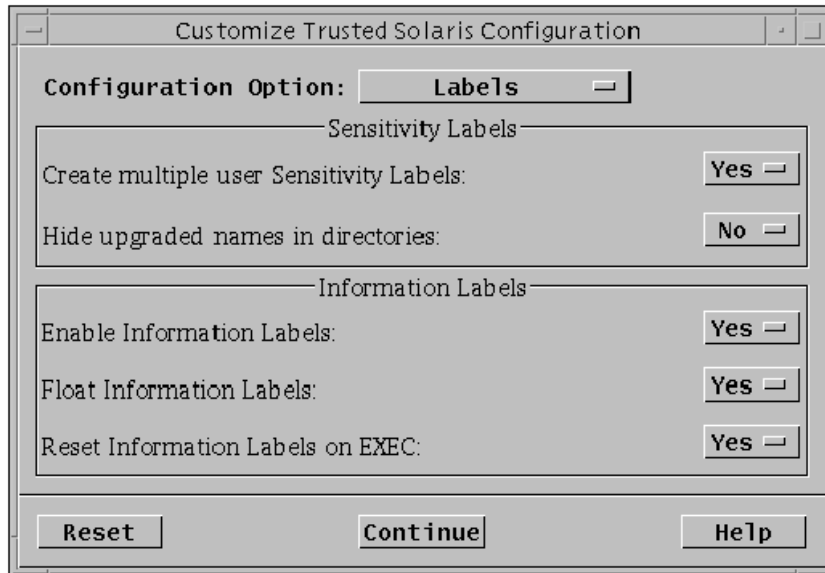 Customize Trusted Solaris Configuration
Configuration Option: Labels
Sensitivity Labels
Create multiple user Sensitivity Labels: Yes
Hide upgraded names in directories: No
Information Labels
Enable Information Labels: Yes
Float Information Labels: Yes
Reset Information Labels on EXEC: Yes
Reset Continue Help